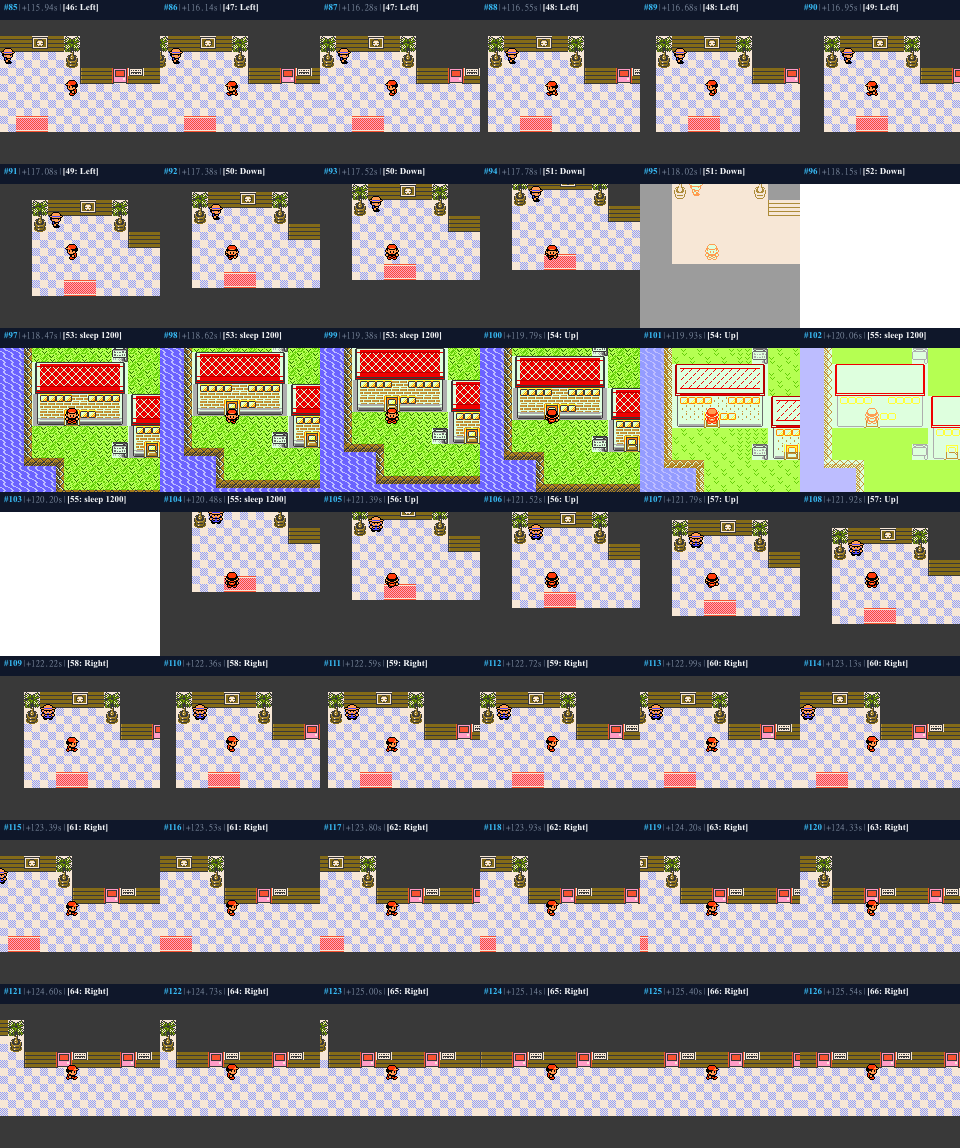 #85|+115.94s|[46: Left]
#86|+116.14s|[47: Left]
#87|+116.28s|[47: Left]
#88|+116.55s|[48: Left]
#89|+116.68s|[48: Left]
#90|+116.95s|[49: Left]
#91|+117.08s|[49: Left]
#92|+117.38s|[50: Down]
#93|+117.52s|[50: Down]
#94|+117.78s|[51: Down]
#95|+118.02s|[51: Down]
#96|+118.15s|[52: Down]
#97|+118.47s|[53: sleep 1200]
#98|+118.62s|[53: sleep 1200]
#99|+119.38s|[53: sleep 1200]
#100|+119.79s|[54: Up]
#101|+119.93s|[54: Up]
#102|+120.06s|[55: sleep 1200]
#103|+120.20s|[55: sleep 1200]
#104|+120.48s|[55: sleep 1200]
#105|+121.39s|[56: Up]
#106|+121.52s|[56: Up]
#107|+121.79s|[57: Up]
#108|+121.92s|[57: Up]
#109|+122.22s|[58: Right]
#110|+122.36s|[58: Right]
#111|+122.59s|[59: Right]
#112|+122.72s|[59: Right]
#113|+122.99s|[60: Right]
#114|+123.13s|[60: Right]
#115|+123.39s|[61: Right]
#116|+123.53s|[61: Right]
#117|+123.80s|[62: Right]
#118|+123.93s|[62: Right]
#119|+124.20s|[63: Right]
#120|+124.33s|[63: Right]
#121|+124.60s|[64: Right]
#122|+124.73s|[64: Right]
#123|+125.00s|[65: Right]
#124|+125.14s|[65: Right]
#125|+125.40s|[66: Right]
#126|+125.54s|[66: Right]